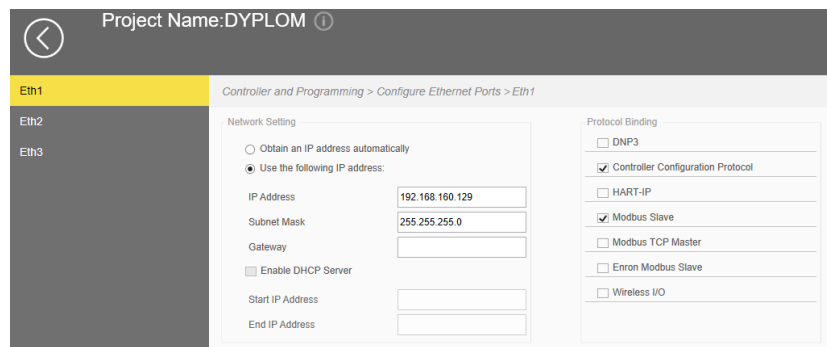 Project Name:DYPLOM
Eth1
Eth2
Eth3
Controller and Programming > Configure Ethernet Ports > Eth1
Network Setting
Obtain an IP address automatically
Use the following IP address:
IP Address 192.168.160.129
Subnet Mask 255.255.255.0
Gateway
Enable DHCP Server
Start IP Address
End IP Address
Protocol Binding
DNP3
Controller Configuration Protocol
HART-IP
Modbus Slave
Modbus TCP Master
Enron Modbus Slave
Wireless I/O